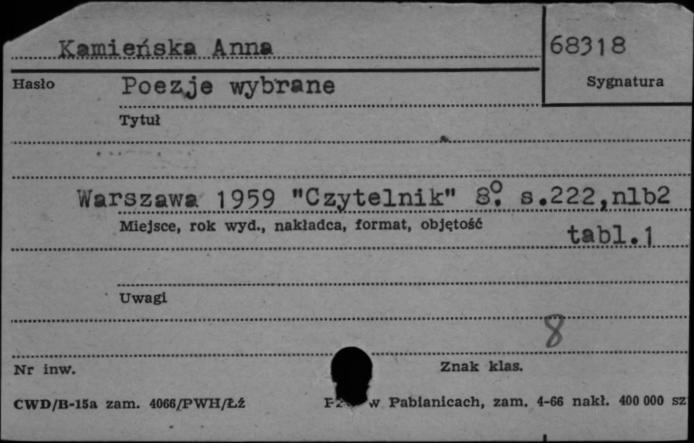 Kamieńska Anna 68318
Hasło Poezje wybrane Sygnatura
Tytuł
Warszawa 1959 "Czytelnik" 8°. s.222,nlb2
Miejsce, rok wyd., nakładca, format, objętość tabl.1
Uwagi
8
Nr inw. Znak klas.
CWD/B-15a zam. 4066/PWH/Łź w Pabianicach, zam. 4-66 nakł. 400 000 sz